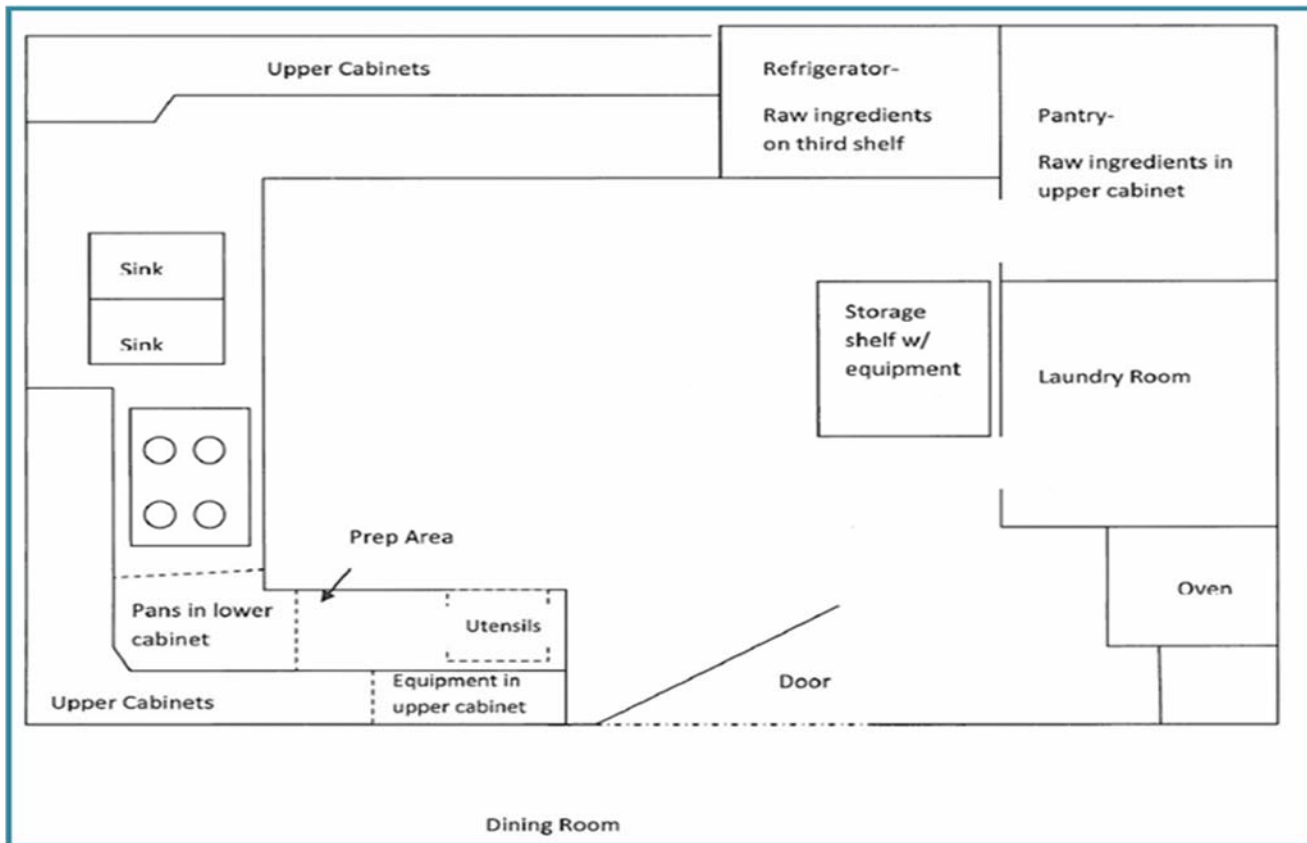 Upper Cabinets
Refrigerator-
Raw ingredients
on third shelf
Pantry-
Raw ingredients in
upper cabinet
Sink
Sink
Storage
shelf w/
equipment
Laundry Room
Prep Area
Pans in lower
cabinet
Utensils
Oven
Equipment in
upper cabinet
Upper Cabinets
Door
Dining Room